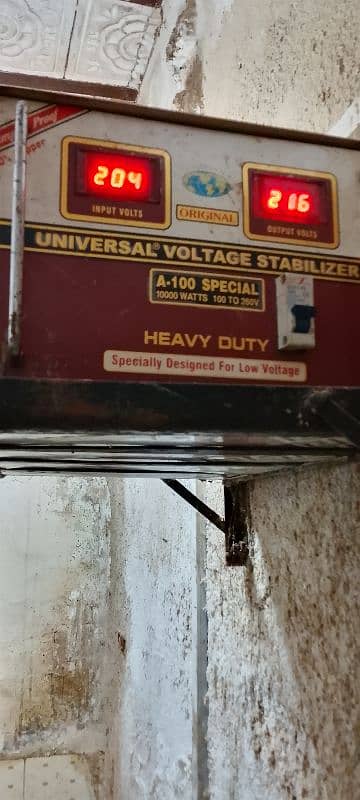 Proof
204
216
INPUT VOLTS
ORIGINAL
OUTPUT VOLTS
UNIVERSAL® VOLTAGE STABILIZER
A-100 SPECIAL
10000 WATTS 100 TO 260V
HEAVY DUTY
Specially Designed For Low Voltage